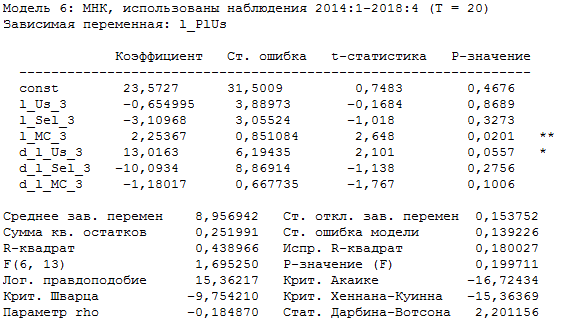 Модель 6: МНК, использованы наблюдения 2014:1-2018:4 (T = 20)
Зависимая переменная: l_PlUs
Коэффициент Ст. ошибка t-статистика P-значение
---------------------------------------------------------------
const 23,5727 31,5009 0,7483 0,4676
l_Us_3 −0,654995 3,88973 −0,1684 0,8689
l_Sel_3 −3,10968 3,05524 −1,018 0,3273
l_MC_3 2,25367 0,851084 2,648 0,0201 **
d_l_Us_3 13,0163 6,19435 2,101 0,0557 *
d_l_Sel_3 −10,0934 8,86914 −1,138 0,2756
d_l_MC_3 −1,18017 0,667735 −1,767 0,1006
Среднее зав. перемен 8,956942 Ст. откл. зав. перемен 0,153752
Сумма кв. остатков 0,251991 Ст. ошибка модели 0,139226
R-квадрат 0,438966 Испр. R-квадрат 0,180027
F(6, 13) 1,695250 P-значение (F) 0,199711
Лог. правдоподобие 15,36217 Крит. Акаике −16,72434
Крит. Шварца −9,754210 Крит. Хеннана-Куинна −15,36369
Параметр rho −0,184870 Стат. Дарбина-Вотсона 2,201156